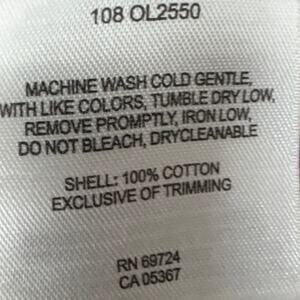 108 OL2550
MACHINE WASH COLD GENTLE,
WITH LIKE COLORS, TUMBLE DRY LOW,
REMOVE PROMPTLY, IRON LOW,
DO NOT BLEACH, DRYCLEANABLE
SHELL: 100% COTTON
EXCLUSIVE OF TRIMMING
RN 69724
CA 05367